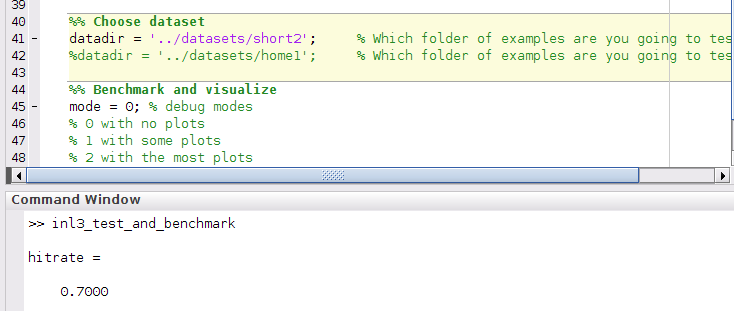 39
40 %% Choose dataset
41 - datadir = '../datasets/short2'; % Which folder of examples are you going to tes
42 %datadir = '../datasets/home1'; % Which folder of examples are you going to tes
43
44 %% Benchmark and visualize
45 - mode = 0; % debug modes
46 % 0 with no plots
47 % 1 with some plots
48 % 2 with the most plots
Command Window
>> inl3_test_and_benchmark
hitrate =
0.7000